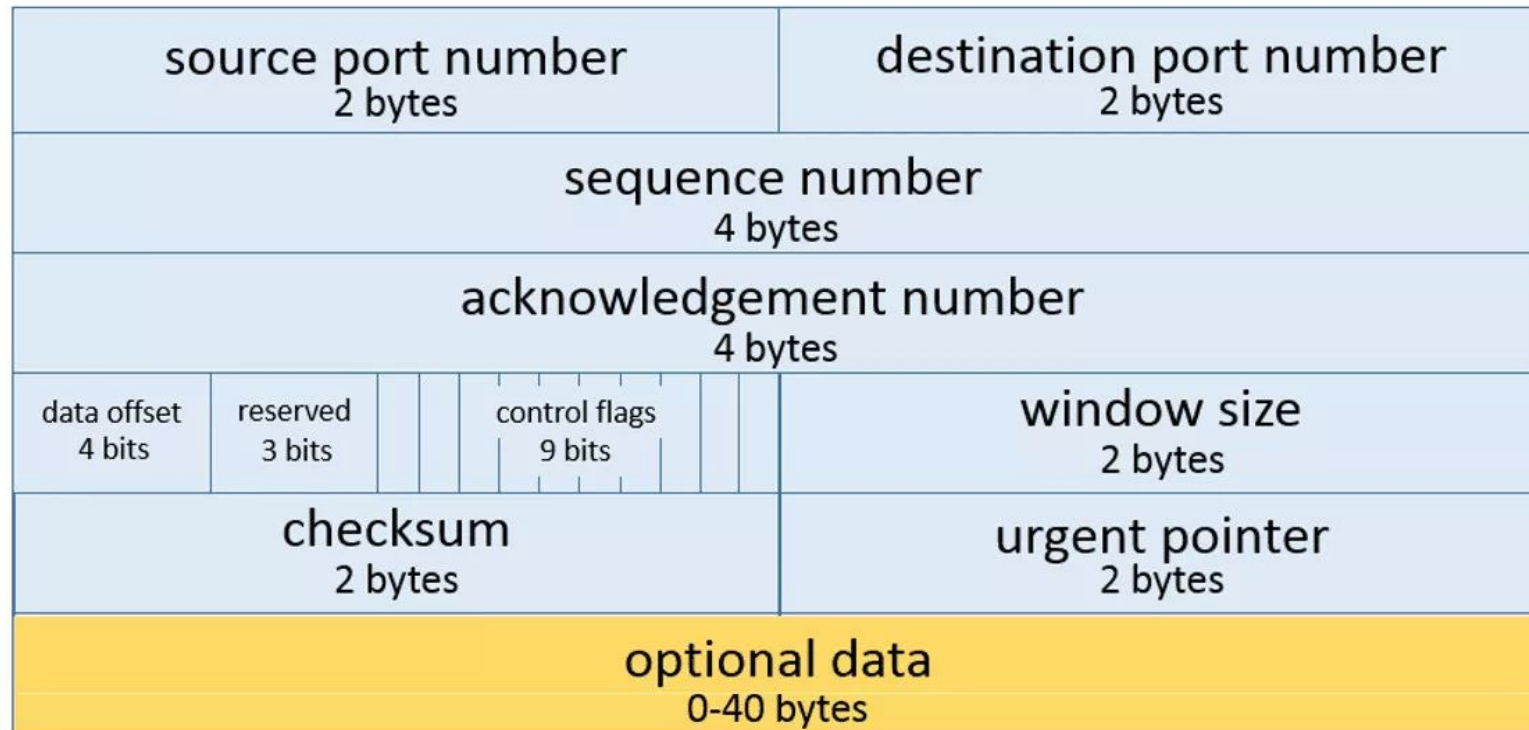 source port number
2 bytes
destination port number
2 bytes
sequence number
4 bytes
acknowledgement number
4 bytes
data offset
4 bits
reserved
3 bits
control flags
9 bits
window size
2 bytes
checksum
2 bytes
urgent pointer
2 bytes
optional data
0-40 bytes